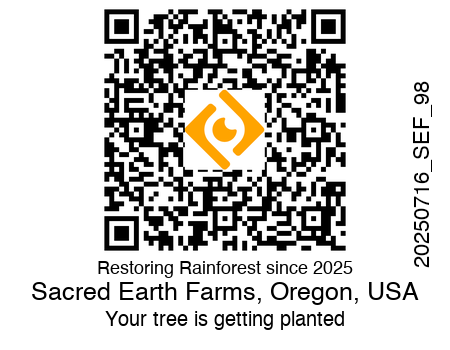 Restoring Rainforest since 2025
Sacred Earth Farms, Oregon, USA
Your tree is getting planted
20250716_SEF_98